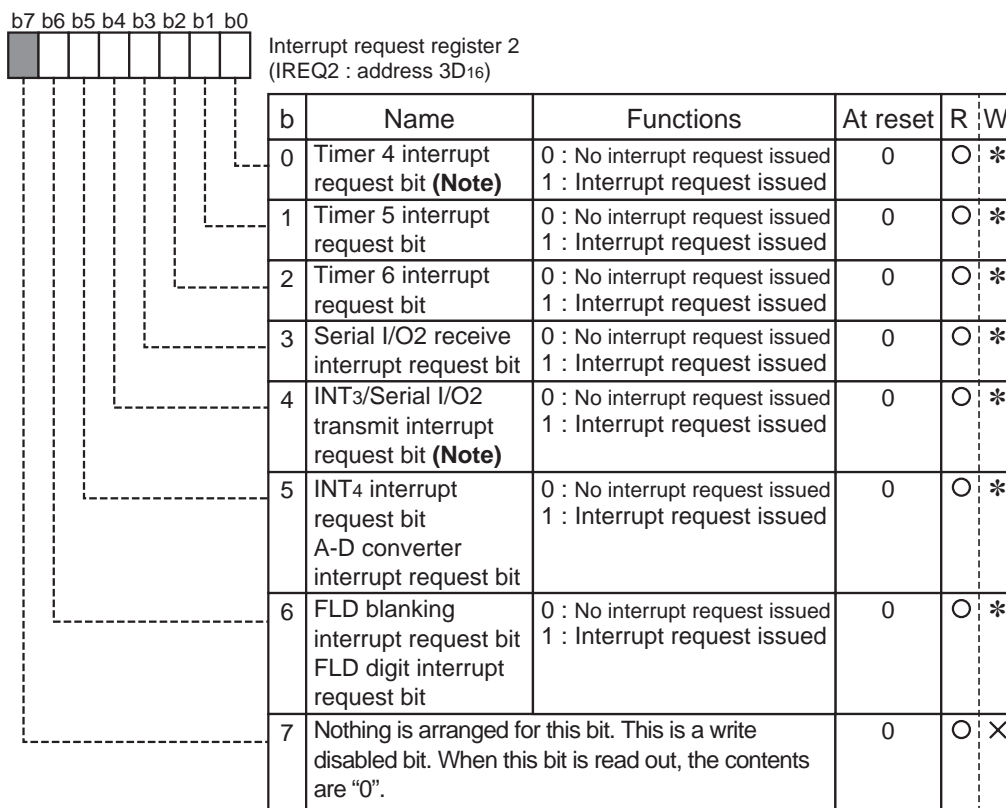 b7 b6 b5 b4 b3 b2 b1 b0
Interrupt request register 2
(IREQ2 : address 3D16)
b Name Functions At reset R W
0 Timer 4 interrupt request bit (Note) 0 : No interrupt request issued 1 : Interrupt request issued 0 ○ *
1 Timer 5 interrupt request bit 0 : No interrupt request issued 1 : Interrupt request issued 0 ○ *
2 Timer 6 interrupt request bit 0 : No interrupt request issued 1 : Interrupt request issued 0 ○ *
3 Serial I/O2 receive interrupt request bit 0 : No interrupt request issued 1 : Interrupt request issued 0 ○ *
4 INT3/Serial I/O2 transmit interrupt request bit (Note) 0 : No interrupt request issued 1 : Interrupt request issued 0 ○ *
5 INT4 interrupt request bit A-D converter interrupt request bit 0 : No interrupt request issued 1 : Interrupt request issued 0 ○ *
6 FLD blanking interrupt request bit FLD digit interrupt request bit 0 : No interrupt request issued 1 : Interrupt request issued 0 ○ *
7 Nothing is arranged for this bit. This is a write disabled bit. When this bit is read out, the contents are “0”. 0 ○ ×